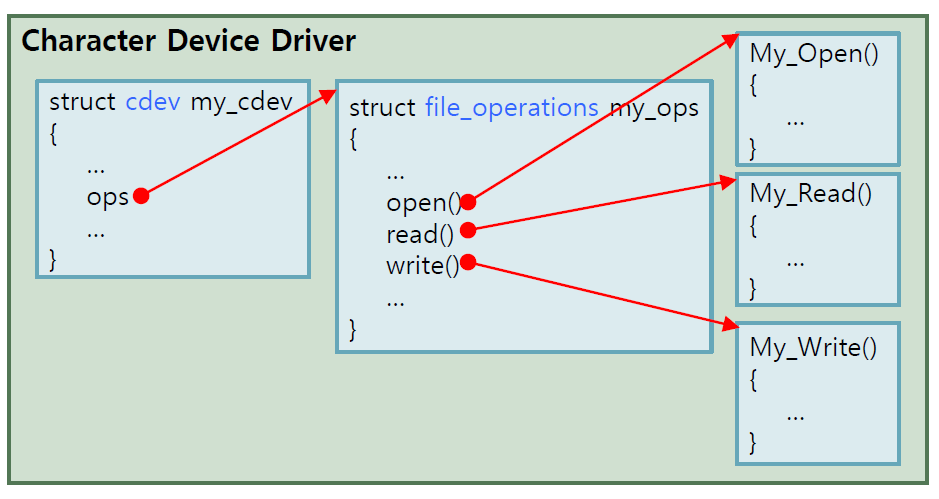 Character Device Driver
struct cdev my_cdev
{
...
ops
...
}
struct file_operations my_ops
{
...
open()
read()
write()
...
}
My_Open()
{
...
}
My_Read()
{
...
}
My_Write()
{
...
}